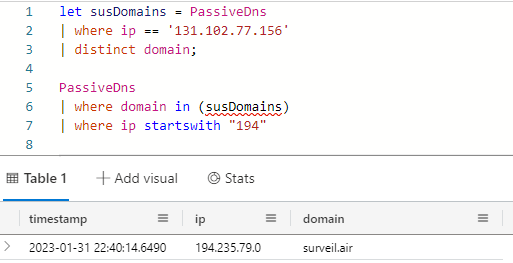 1 let susDomains = PassiveDns
2 | where ip == '131.102.77.156'
3 | distinct domain;
4
5 PassiveDns
6 | where domain in (susDomains)
7 | where ip startswith "194"
8
Table 1 Add visual Stats
timestamp ip domain
2023-01-31 22:40:14.6490 194.235.79.0 surveil.air